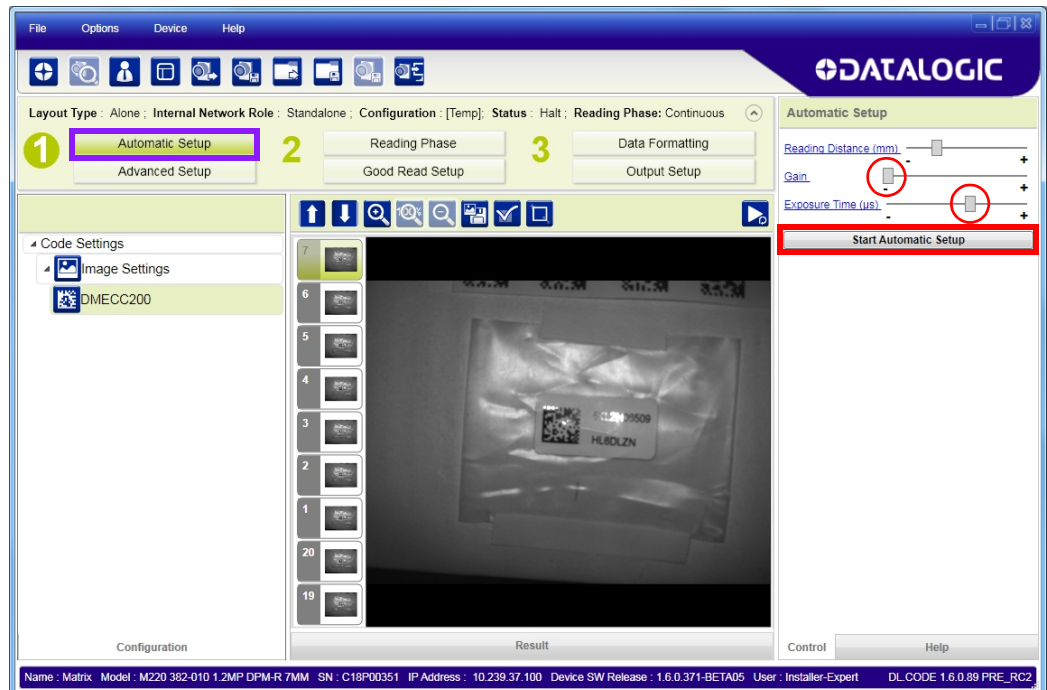 File Options Device Help
DATALOGIC
Layout Type : Alone ; Internal Network Role : Standalone ; Configuration : [Temp]; Status : Halt ; Reading Phase: Continuous
Automatic Setup
1 Automatic Setup 2 Reading Phase 3 Data Formatting
Advanced Setup Good Read Setup Output Setup
Reading Distance (mm)
- +
Gain
- +
Exposure Time (µs)
- +
Start Automatic Setup
100%
Code Settings
Image Settings
DMECC200
7
6
5
4
3
2
1
20
19
HL6DLZN
Configuration Result Control Help
Name : Matrix Model : M220 382-010 1.2MP DPM-R 7MM SN : C18P00351 IP Address : 10.239.37.100 Device SW Release : 1.6.0.371-BETA05 User : Installer-Expert DL.CODE 1.6.0.89 PRE_RC2